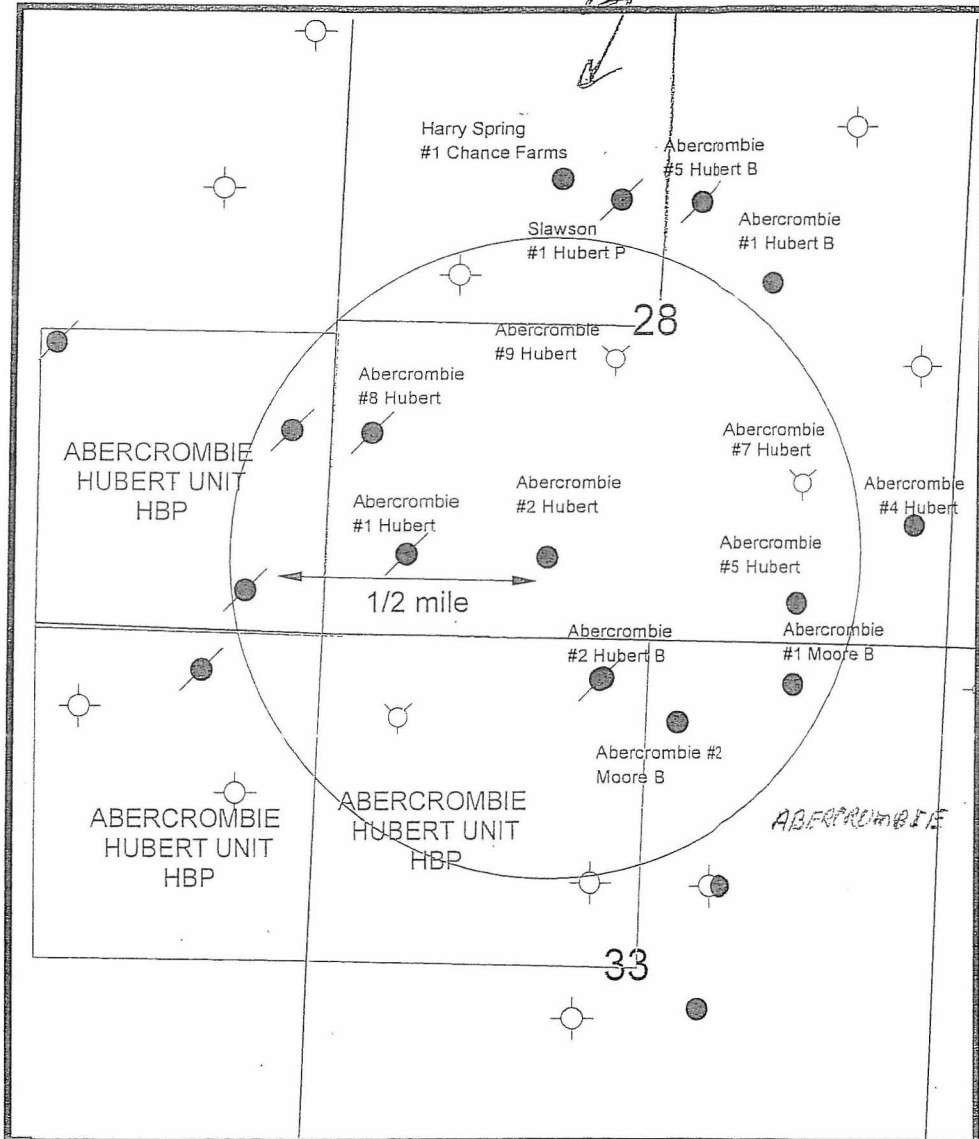 Harry Spring
#1 Chance Farms
Abercrombie
#5 Hubert B
Slawson
#1 Hubert P
Abercrombie
#1 Hubert B
28
Abercrombie
#9 Hubert
Abercrombie
#8 Hubert
ABERCROMBIE
HUBERT UNIT
HBP
Abercrombie
#7 Hubert
Abercrombie
#1 Hubert
Abercrombie
#2 Hubert
Abercrombie
#4 Hubert
Abercrombie
#5 Hubert
1/2 mile
Abercrombie
#2 Hubert B
Abercrombie
#1 Moore B
Abercrombie #2
Moore B
ABERCROMBIE
HUBERT UNIT
HBP
ABERCROMBIE
HUBERT UNIT
HBP
ABERCROMBIE
33